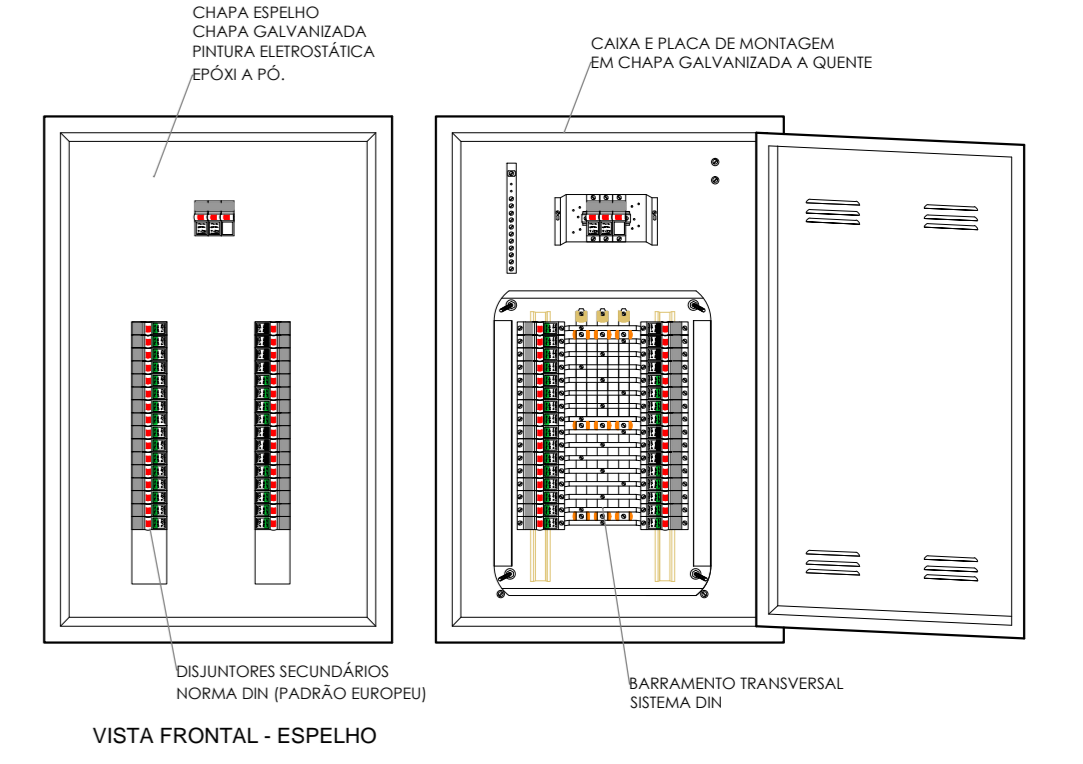 CHAPA ESPELHO
CHAPA GALVANIZADA
PINTURA ELETROSTÁTICA
EPÓXI A PÓ.
CAIXA E PLACA DE MONTAGEM
EM CHAPA GALVANIZADA A QUENTE
DISJUNTORES SECUNDÁRIOS
NORMA DIN (PADRÃO EUROPEU)
BARRAMENTO TRANSVERSAL
SISTEMA DIN
VISTA FRONTAL - ESPELHO